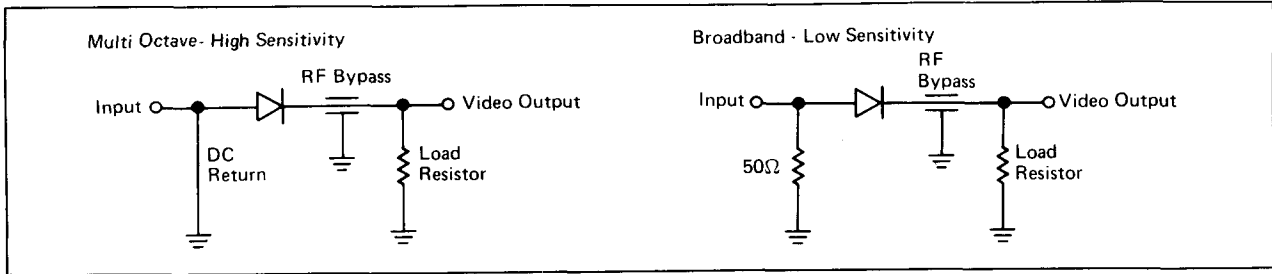 Multi Octave- High Sensitivity
RF Bypass
Input
Video Output
DC
Return
Load
Resistor
Broadband - Low Sensitivity
RF
Bypass
Input
Video Output
50Ω
Load
Resistor